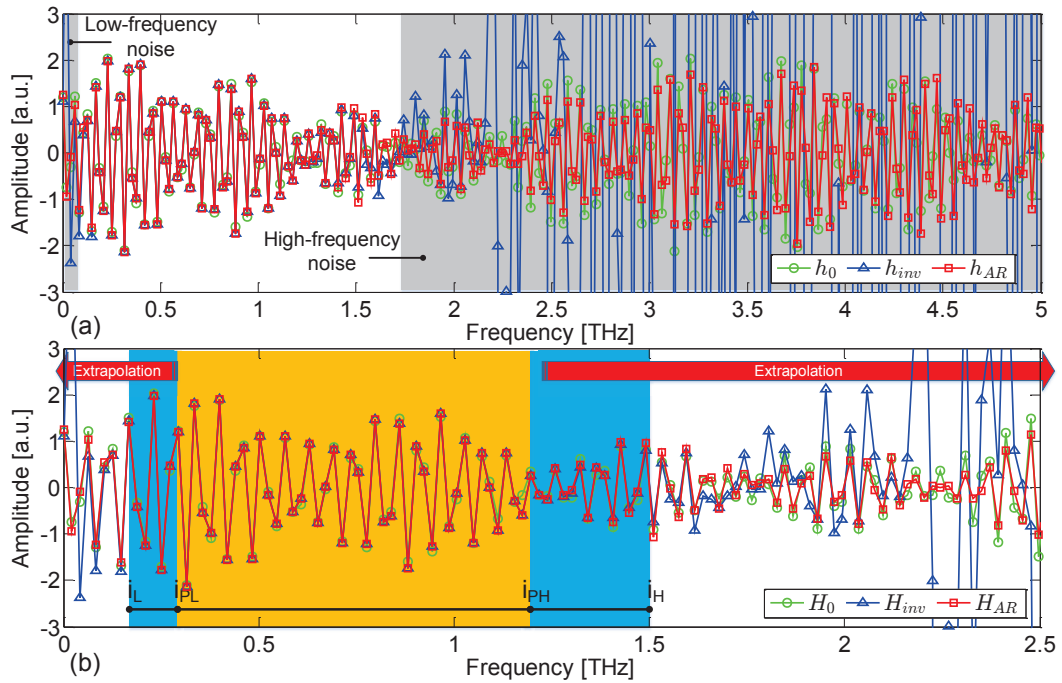 3
2
1
0
-1
-2
-3
Amplitude [a.u.]
Low-frequency
noise
High-frequency
noise
h0 hinv hAR
0 0.5 1 1.5 2 2.5 3 3.5 4 4.5 5
(a)
Frequency [THz]
3
2
1
0
-1
-2
-3
Amplitude [a.u.]
Extrapolation Extrapolation
iL iPL iPH iH
H0 Hinv HAR
0 0.5 1 1.5 2 2.5
(b)
Frequency [THz]